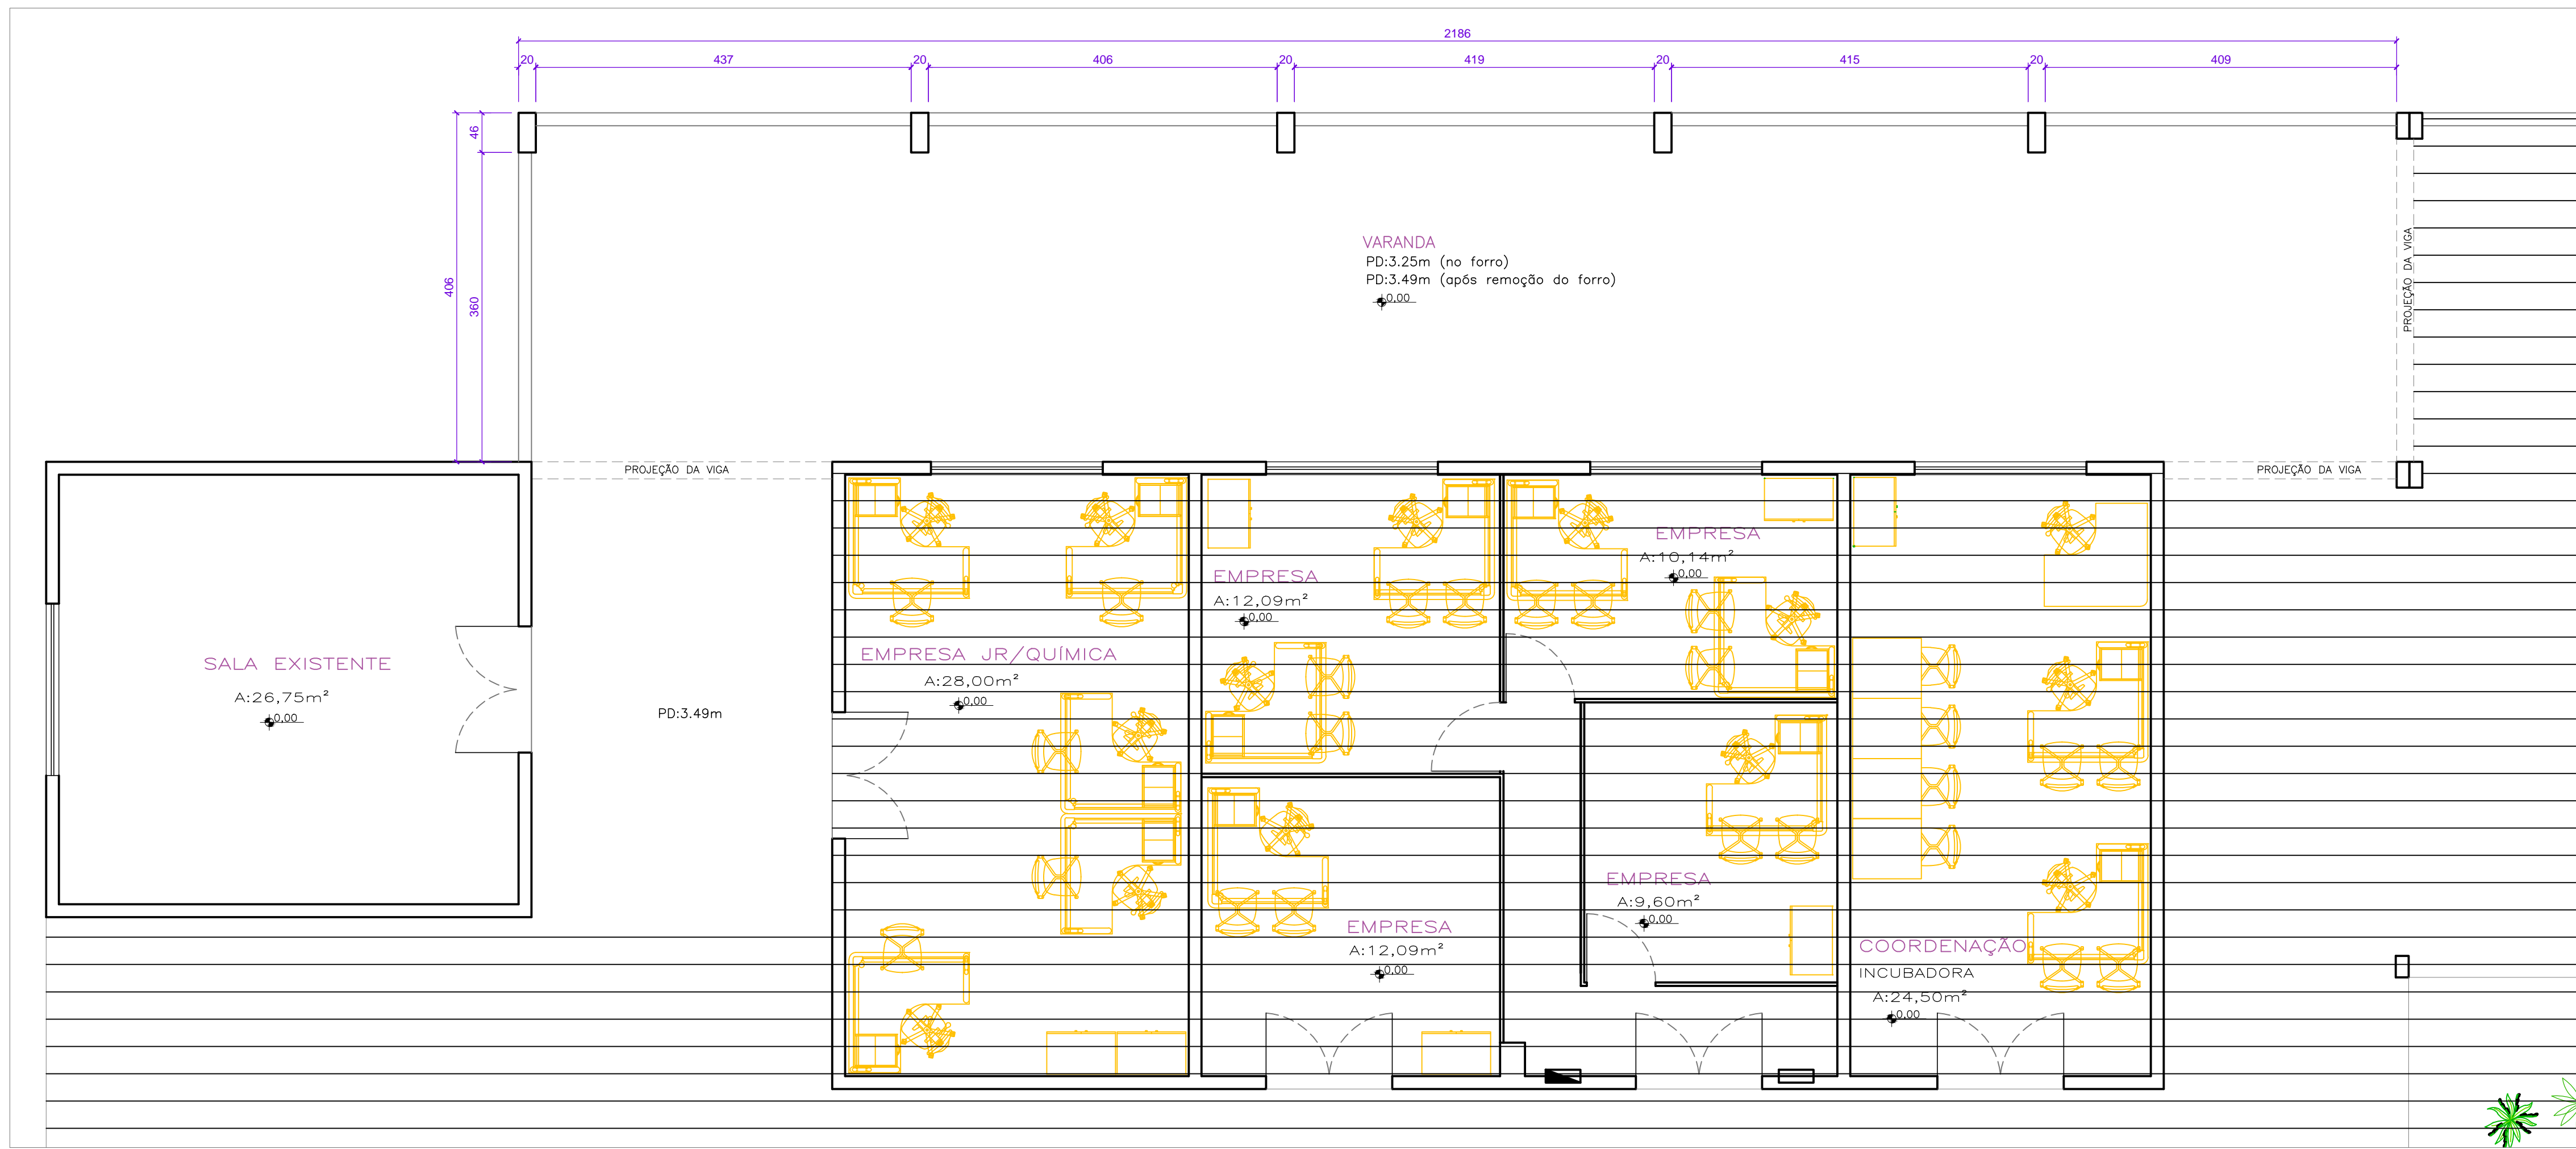 2186
20 437 20 406 20 419 20 415 20 409
46
406
360
VARANDA
PD:3.25m (no forro)
PD:3.49m (após remoção do forro)
0,00
PROJEÇÃO DA VIGA
PROJEÇÃO DA VIGA
PROJEÇÃO DA VIGA
SALA EXISTENTE
A:26,75m²
0,00
PD:3.49m
EMPRESA JR/QUÍMICA
A:28,00m²
0,00
EMPRESA
A:12,09m²
0,00
EMPRESA
A:10,14m²
0,00
EMPRESA
A:9,60m²
0,00
EMPRESA
A:12,09m²
0,00
COORDENAÇÃO
INCUBADORA
A:24,50m²
0,00